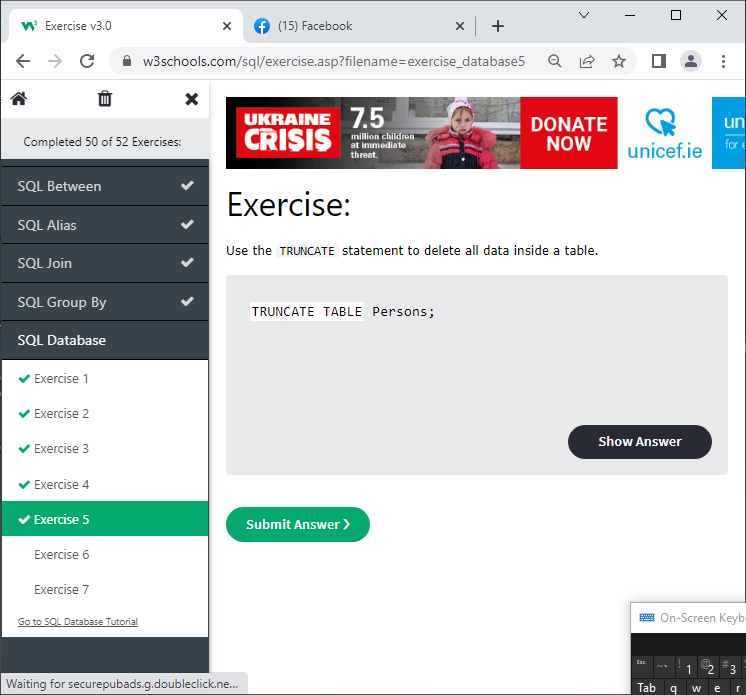 Exercise v3.0
(15) Facebook
w3schools.com/sql/exercise.asp?filename=exercise_database5
Completed 50 of 52 Exercises:
SQL Between
SQL Alias
SQL Join
SQL Group By
SQL Database
Exercise 1
Exercise 2
Exercise 3
Exercise 4
Exercise 5
Exercise 6
Exercise 7
Go to SQL Database Tutorial
UKRAINE
CRISIS
7.5
million children
at immediate
threat.
DONATE
NOW
unicef.ie
un
for e
Exercise:
Use the TRUNCATE statement to delete all data inside a table.
TRUNCATE TABLE Persons;
Show Answer
Submit Answer ❯
On-Screen Keyb
esc ~` ! 1 @ 2 # 3
Tab q w e r
Waiting for securepubads.g.doubleclick.ne...